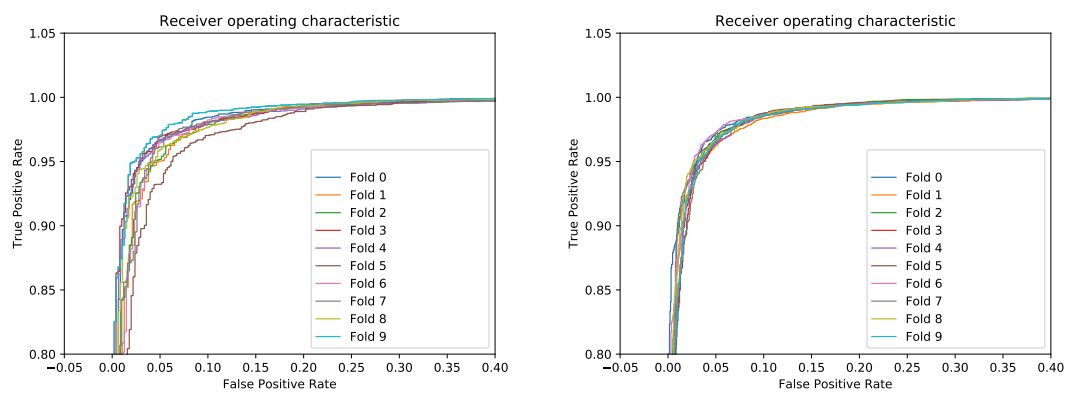 Receiver operating characteristic
1.05
1.00
0.95
0.90
0.85
0.80
True Positive Rate
Fold 0
Fold 1
Fold 2
Fold 3
Fold 4
Fold 5
Fold 6
Fold 7
Fold 8
Fold 9
−0.05 0.00 0.05 0.10 0.15 0.20 0.25 0.30 0.35 0.40
False Positive Rate
Receiver operating characteristic
1.05
1.00
0.95
0.90
0.85
0.80
True Positive Rate
Fold 0
Fold 1
Fold 2
Fold 3
Fold 4
Fold 5
Fold 6
Fold 7
Fold 8
Fold 9
−0.05 0.00 0.05 0.10 0.15 0.20 0.25 0.30 0.35 0.40
False Positive Rate